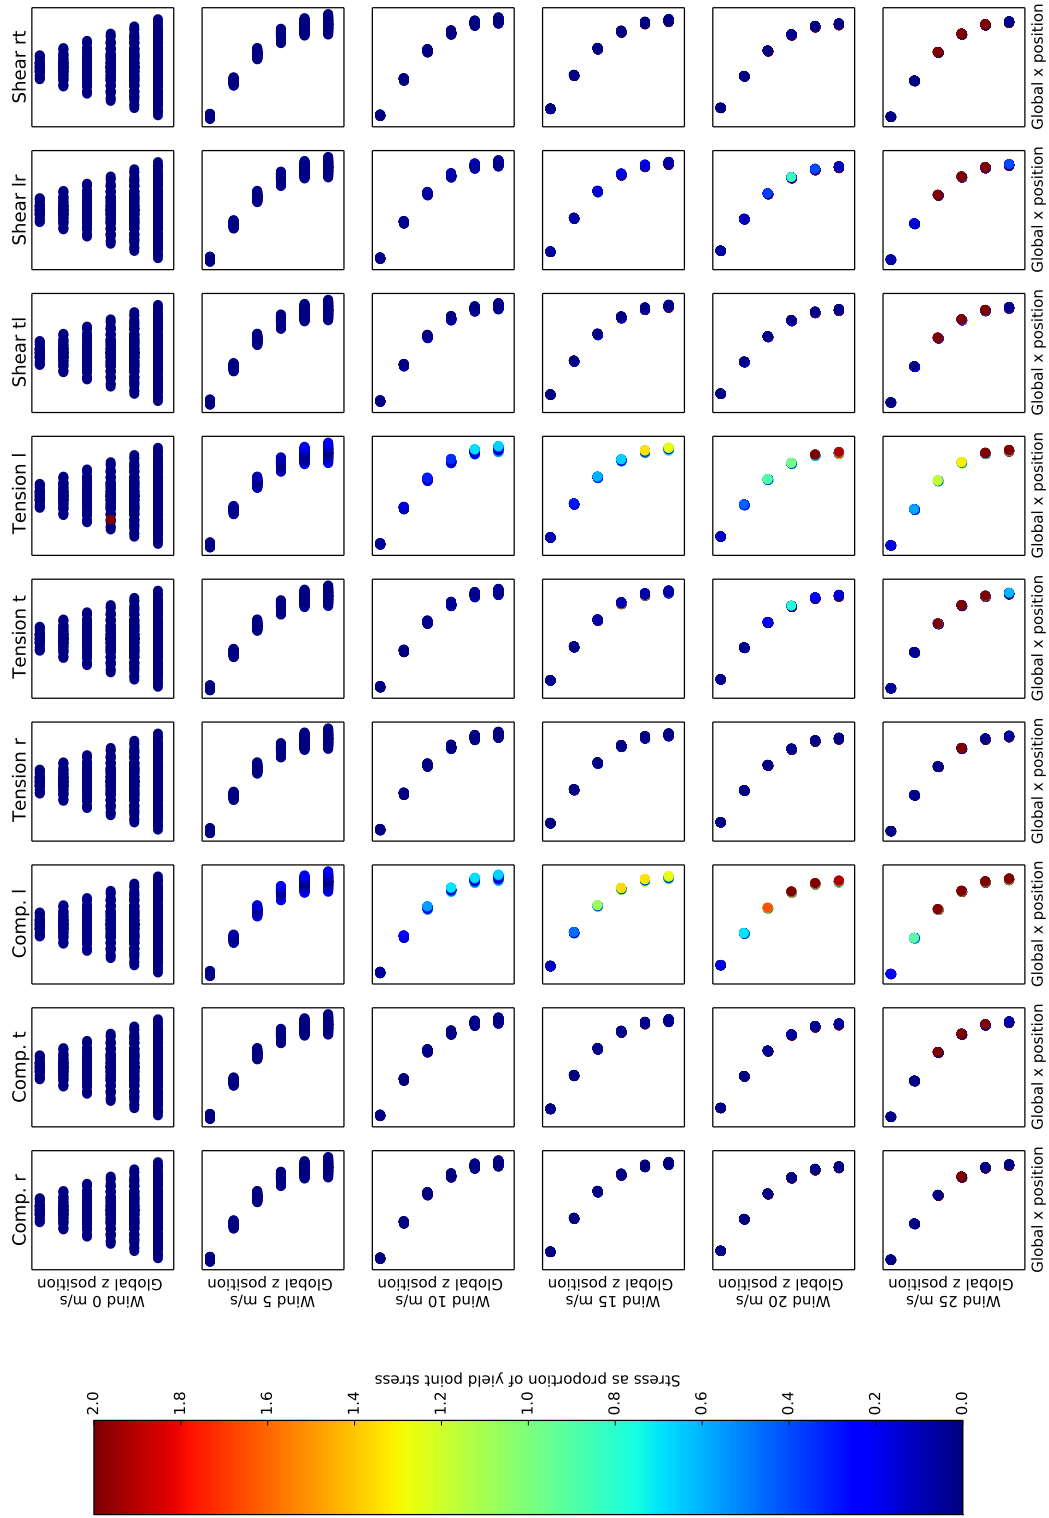 Comp. r
Comp. t
Comp. l
Tension r
Tension t
Tension l
Shear tl
Shear lr
Shear rt
Wind 0 m/s
Global z position
Wind 5 m/s
Global z position
Wind 10 m/s
Global z position
Wind 15 m/s
Global z position
Wind 20 m/s
Global z position
Wind 25 m/s
Global z position
Global x position
Global x position
Global x position
Global x position
Global x position
Global x position
Global x position
Global x position
Global x position
Stress as proportion of yield point stress
2.0
1.8
1.6
1.4
1.2
1.0
0.8
0.6
0.4
0.2
0.0